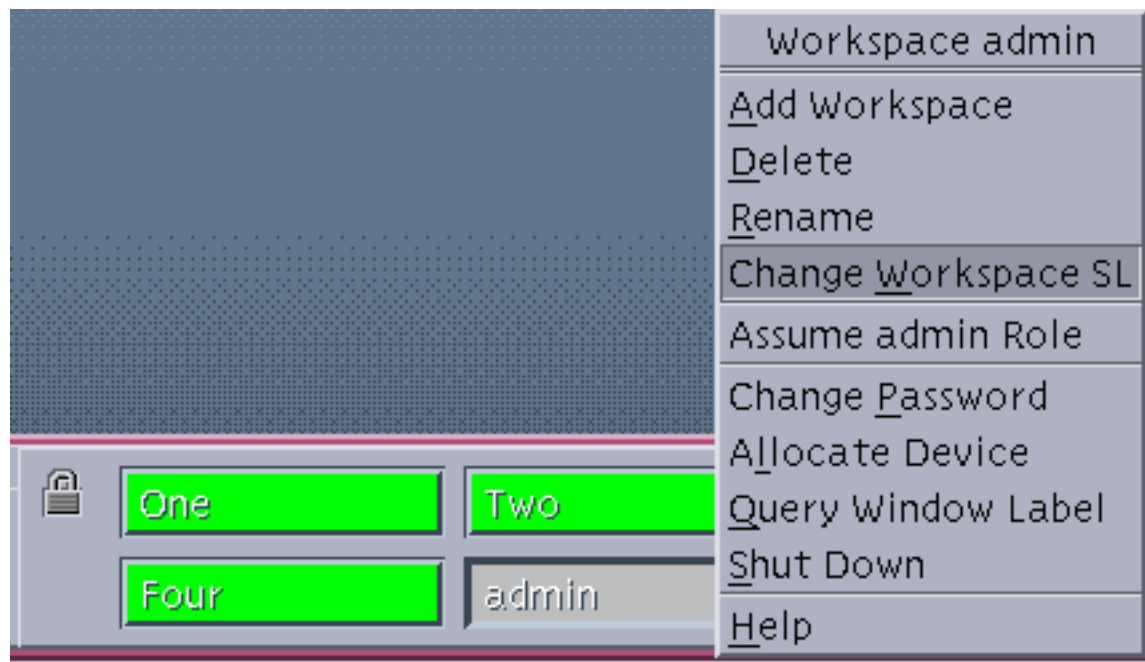 Workspace admin
Add Workspace
Delete
Rename
Change Workspace SL
Assume admin Role
Change Password
Allocate Device
Query Window Label
Shut Down
Help
One
Two
Four
admin